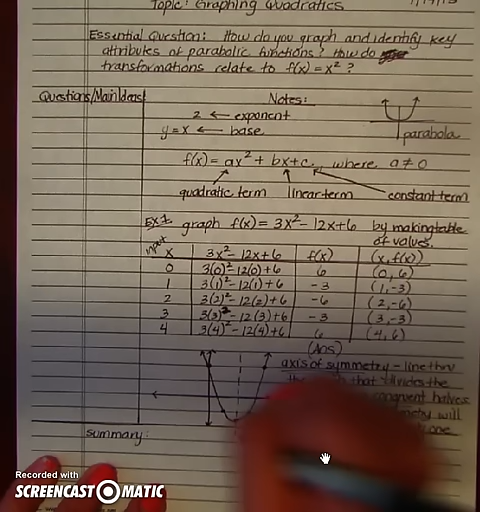 Topic: Graphing Quadratics
Essential Question: How do you graph and identify key
attributes of parabolic functions? How do
transformations relate to f(x) = x²?
Questions/Main Ideas
Notes:
2 ← exponent
y = x ← base
parabola
f(x) = ax² + bx + c, where a ≠ 0
quadratic term linear term constant term
Ex 1 graph f(x) = 3x² - 12x + 6 by making table
of values.
input
x 3x² - 12x + 6 f(x) (x, f(x))
0 3(0)² - 12(0) + 6 6 (0, 6)
1 3(1)² - 12(1) + 6 -3 (1, -3)
2 3(2)² - 12(2) + 6 -6 (2, -6)
3 3(3)² - 12(3) + 6 -3 (3, -3)
4 3(4)² - 12(4) + 6 6 (4, 6)
(AoS)
axis of symmetry - line thru
that divides the
congruent halves
will
one
summary:
Recorded with
SCREENCAST-O-MATIC